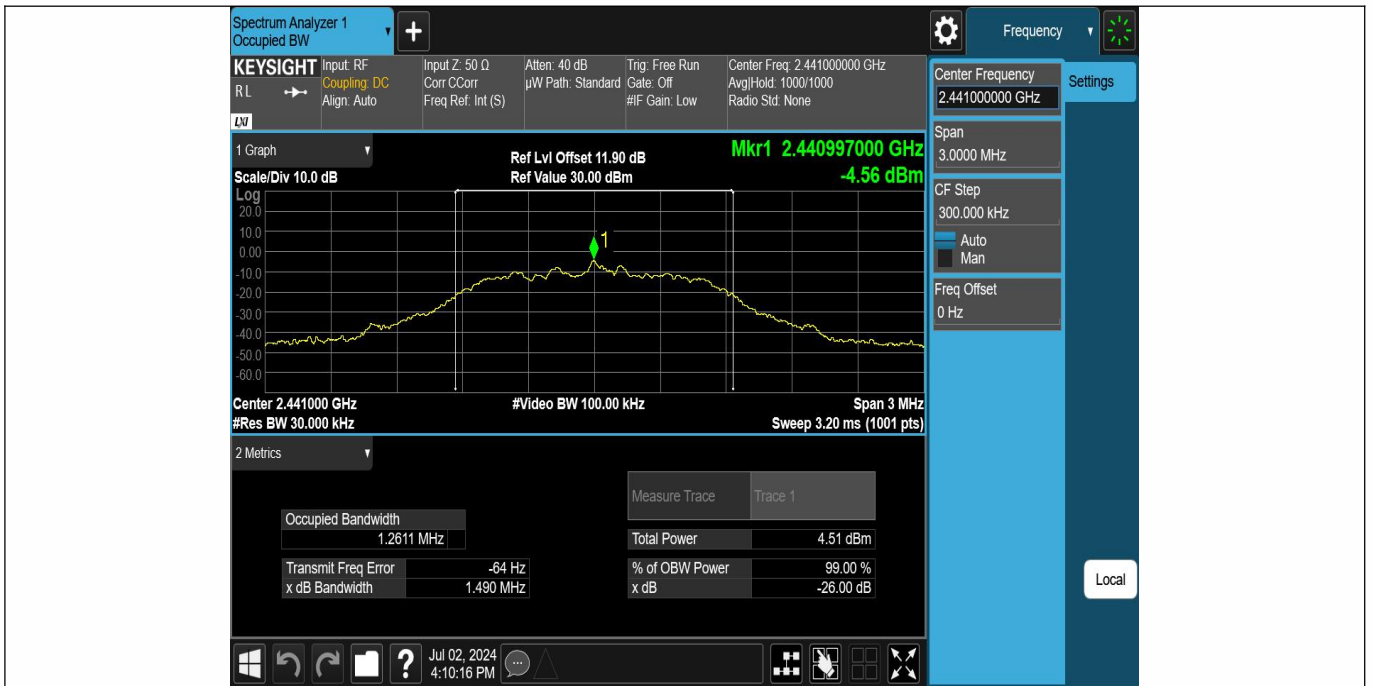 Spectrum Analyzer 1
Occupied BW
+
Frequency
KEYSIGHT
RL
LXI
Input: RF
Coupling: DC
Align: Auto
Input Z: 50 Ω
Corr CCorr
Freq Ref: Int (S)
Atten: 40 dB
µW Path: Standard
Trig: Free Run
Gate: Off
#IF Gain: Low
Center Freq: 2.441000000 GHz
Avg|Hold: 1000/1000
Radio Std: None
Center Frequency
2.441000000 GHz
Settings
Span
3.0000 MHz
CF Step
300.000 kHz
Auto
Man
Freq Offset
0 Hz
Local
1 Graph
Scale/Div 10.0 dB
Ref Lvl Offset 11.90 dB
Ref Value 30.00 dBm
Mkr1 2.440997000 GHz
-4.56 dBm
Log
20.0
10.0
0.00
-10.0
-20.0
-30.0
-40.0
-50.0
-60.0
1
Center 2.441000 GHz
#Res BW 30.000 kHz
#Video BW 100.00 kHz
Span 3 MHz
Sweep 3.20 ms (1001 pts)
2 Metrics
Measure Trace Trace 1
Occupied Bandwidth
1.2611 MHz
Total Power 4.51 dBm
Transmit Freq Error -64 Hz
% of OBW Power 99.00 %
x dB Bandwidth 1.490 MHz
x dB -26.00 dB
?
Jul 02, 2024
4:10:16 PM